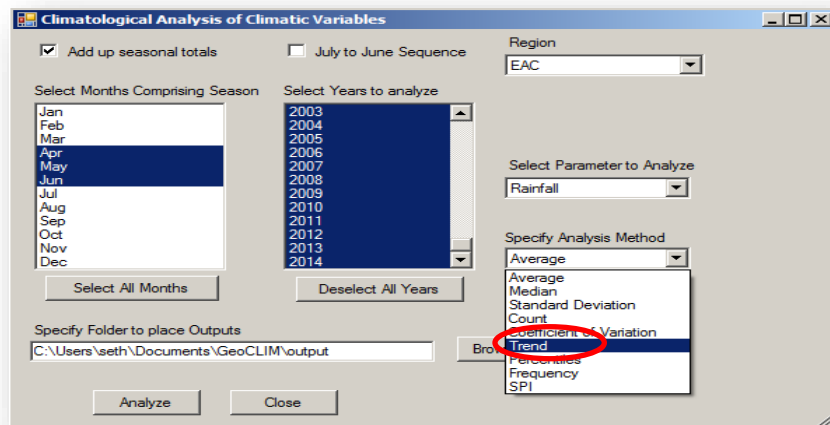 Climatological Analysis of Climatic Variables
Add up seasonal totals
July to June Sequence
Region
EAC
Select Months Comprising Season
Jan
Feb
Mar
Apr
May
Jun
Jul
Aug
Sep
Oct
Nov
Dec
Select All Months
Select Years to analyze
2003
2004
2005
2006
2007
2008
2009
2010
2011
2012
2013
2014
Deselect All Years
Select Parameter to Analyze
Rainfall
Specify Analysis Method
Average
Average
Median
Standard Deviation
Count
Coefficient of Variation
Trend
Percentiles
Frequency
SPI
Specify Folder to place Outputs
C:\Users\seth\Documents\GeoCLIM\output
Brow
Analyze
Close